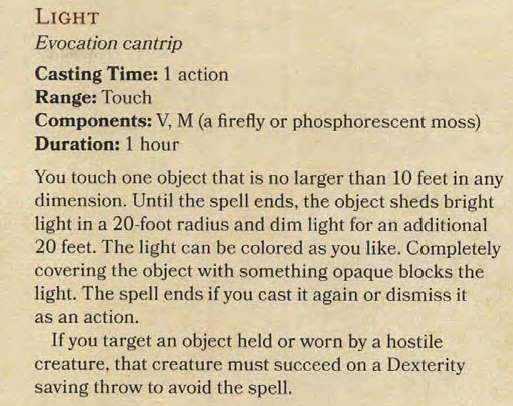 LIGHT
Evocation cantrip
Casting Time: 1 action
Range: Touch
Components: V, M (a firefly or phosphorescent moss)
Duration: 1 hour
You touch one object that is no larger than 10 feet in any
dimension. Until the spell ends, the object sheds bright
light in a 20-foot radius and dim light for an additional
20 feet. The light can be colored as you like. Completely
covering the object with something opaque blocks the
light. The spell ends if you cast it again or dismiss it
as an action.
If you target an object held or worn by a hostile
creature, that creature must succeed on a Dexterity
saving throw to avoid the spell.